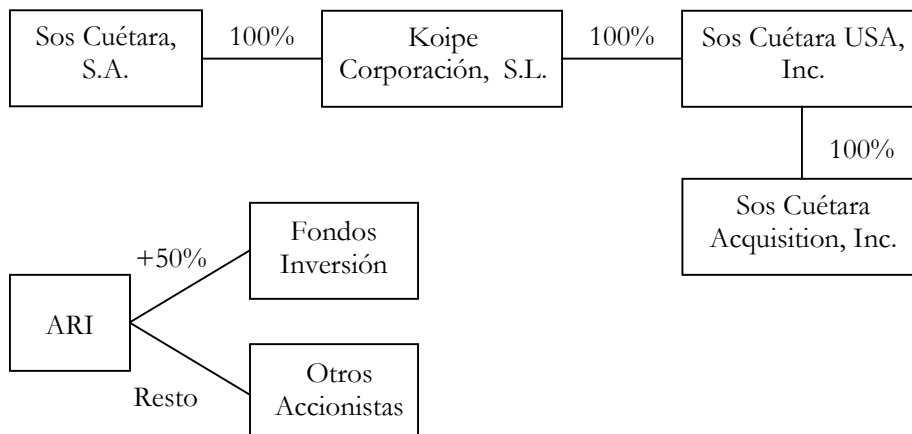 Sos Cuétara,
S.A.
100%
Koipe
Corporación, S.L.
100%
Sos Cuétara USA,
Inc.
100%
Sos Cuétara
Acquisition, Inc.
Fondos
Inversión
+50%
ARI
Resto
Otros
Accionistas